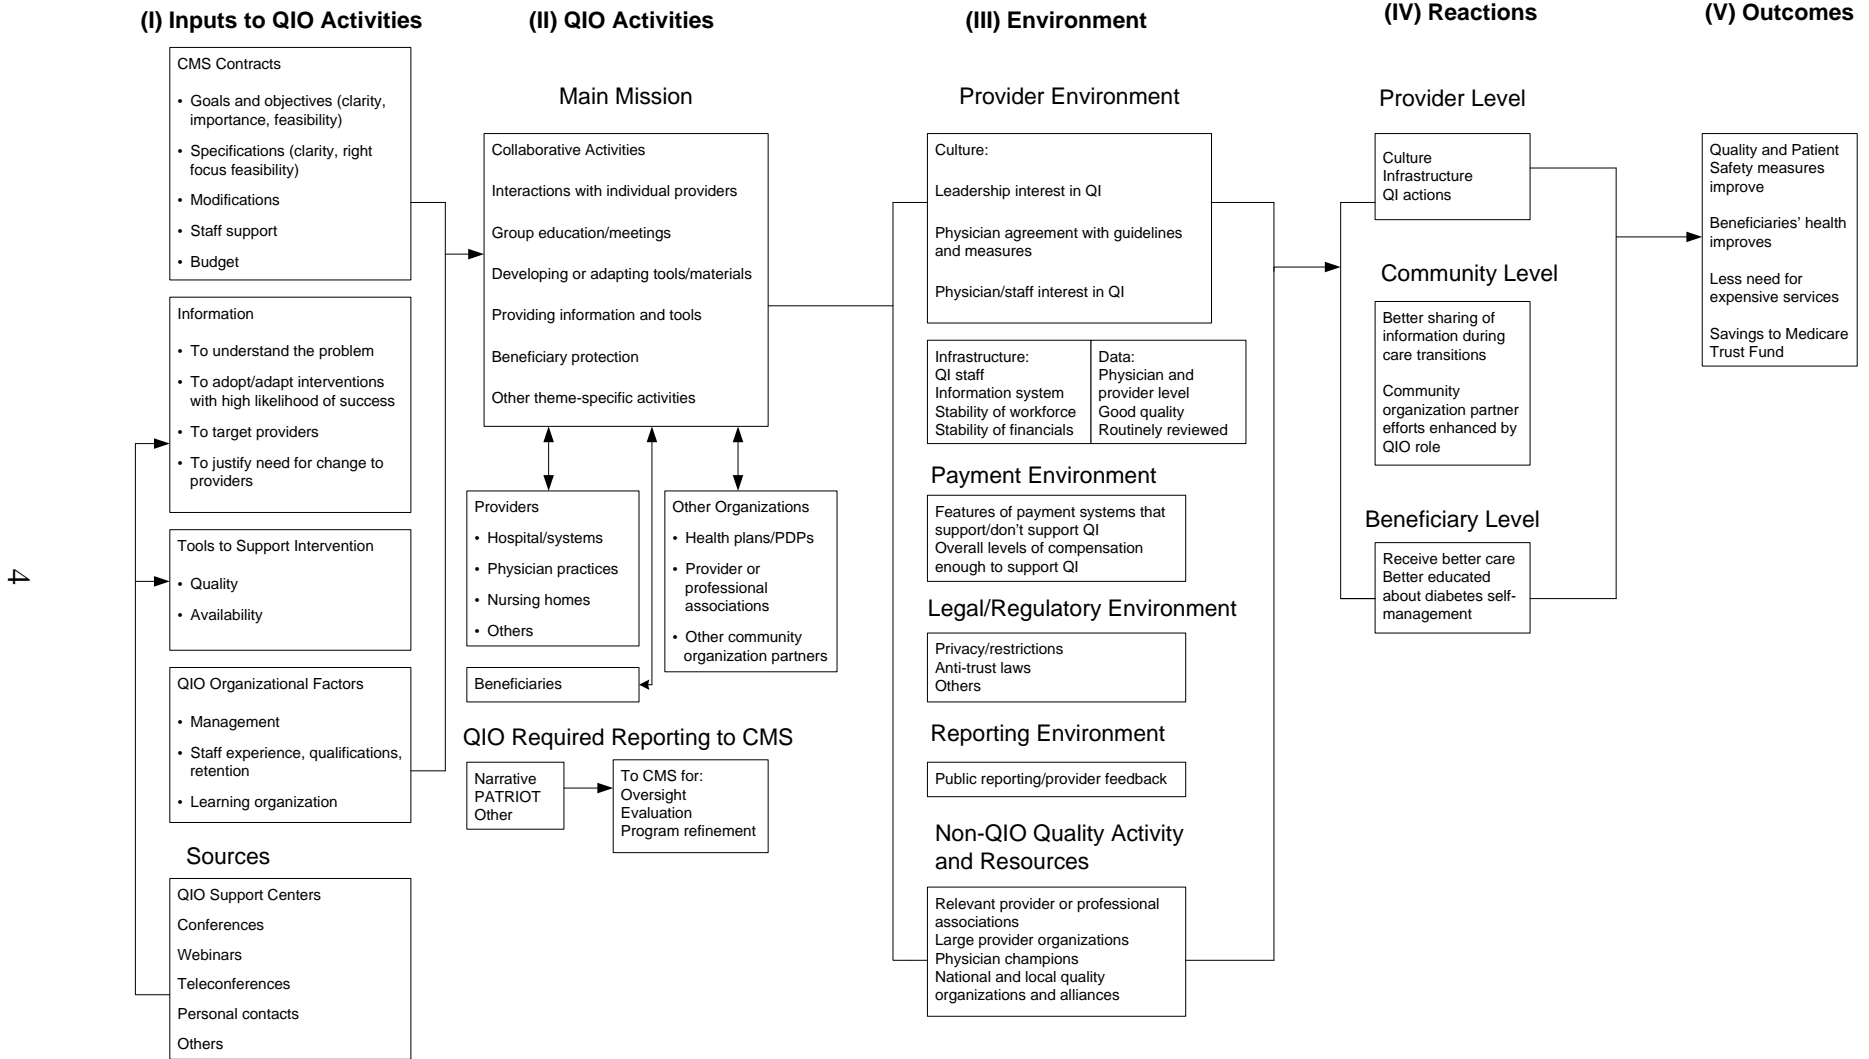 (I) Inputs to QIO Activities
CMS Contracts
• Goals and objectives (clarity,
importance, feasibility)
• Specifications (clarity, right
focus feasibility)
• Modifications
• Staff support
• Budget
Information
• To understand the problem
• To adopt/adapt interventions
with high likelihood of success
• To target providers
• To justify need for change to
providers
Tools to Support Intervention
• Quality
• Availability
QIO Organizational Factors
• Management
• Staff experience, qualifications,
retention
• Learning organization
Sources
QIO Support Centers
Conferences
Webinars
Teleconferences
Personal contacts
Others
(II) QIO Activities
Main Mission
Collaborative Activities
Interactions with individual providers
Group education/meetings
Developing or adapting tools/materials
Providing information and tools
Beneficiary protection
Other theme-specific activities
Providers
• Hospital/systems
• Physician practices
• Nursing homes
• Others
Beneficiaries
Other Organizations
• Health plans/PDPs
• Provider or
professional
associations
• Other community
organization partners
QIO Required Reporting to CMS
Narrative
PATRIOT
Other
To CMS for:
Oversight
Evaluation
Program refinement
(III) Environment
Provider Environment
Culture:
Leadership interest in QI
Physician agreement with guidelines
and measures
Physician/staff interest in QI
Infrastructure:
QI staff
Information system
Stability of workforce
Stability of financials
Data:
Physician and
provider level
Good quality
Routinely reviewed
Payment Environment
Features of payment systems that
support/don't support QI
Overall levels of compensation
enough to support QI
Legal/Regulatory Environment
Privacy/restrictions
Anti-trust laws
Others
Reporting Environment
Public reporting/provider feedback
Non-QIO Quality Activity
and Resources
Relevant provider or professional
associations
Large provider organizations
Physician champions
National and local quality
organizations and alliances
(IV) Reactions
Provider Level
Culture
Infrastructure
QI actions
Community Level
Better sharing of
information during
care transitions
Community
organization partner
efforts enhanced by
QIO role
Beneficiary Level
Receive better care
Better educated
about diabetes self-
management
(V) Outcomes
Quality and Patient
Safety measures
improve
Beneficiaries' health
improves
Less need for
expensive services
Savings to Medicare
Trust Fund
4